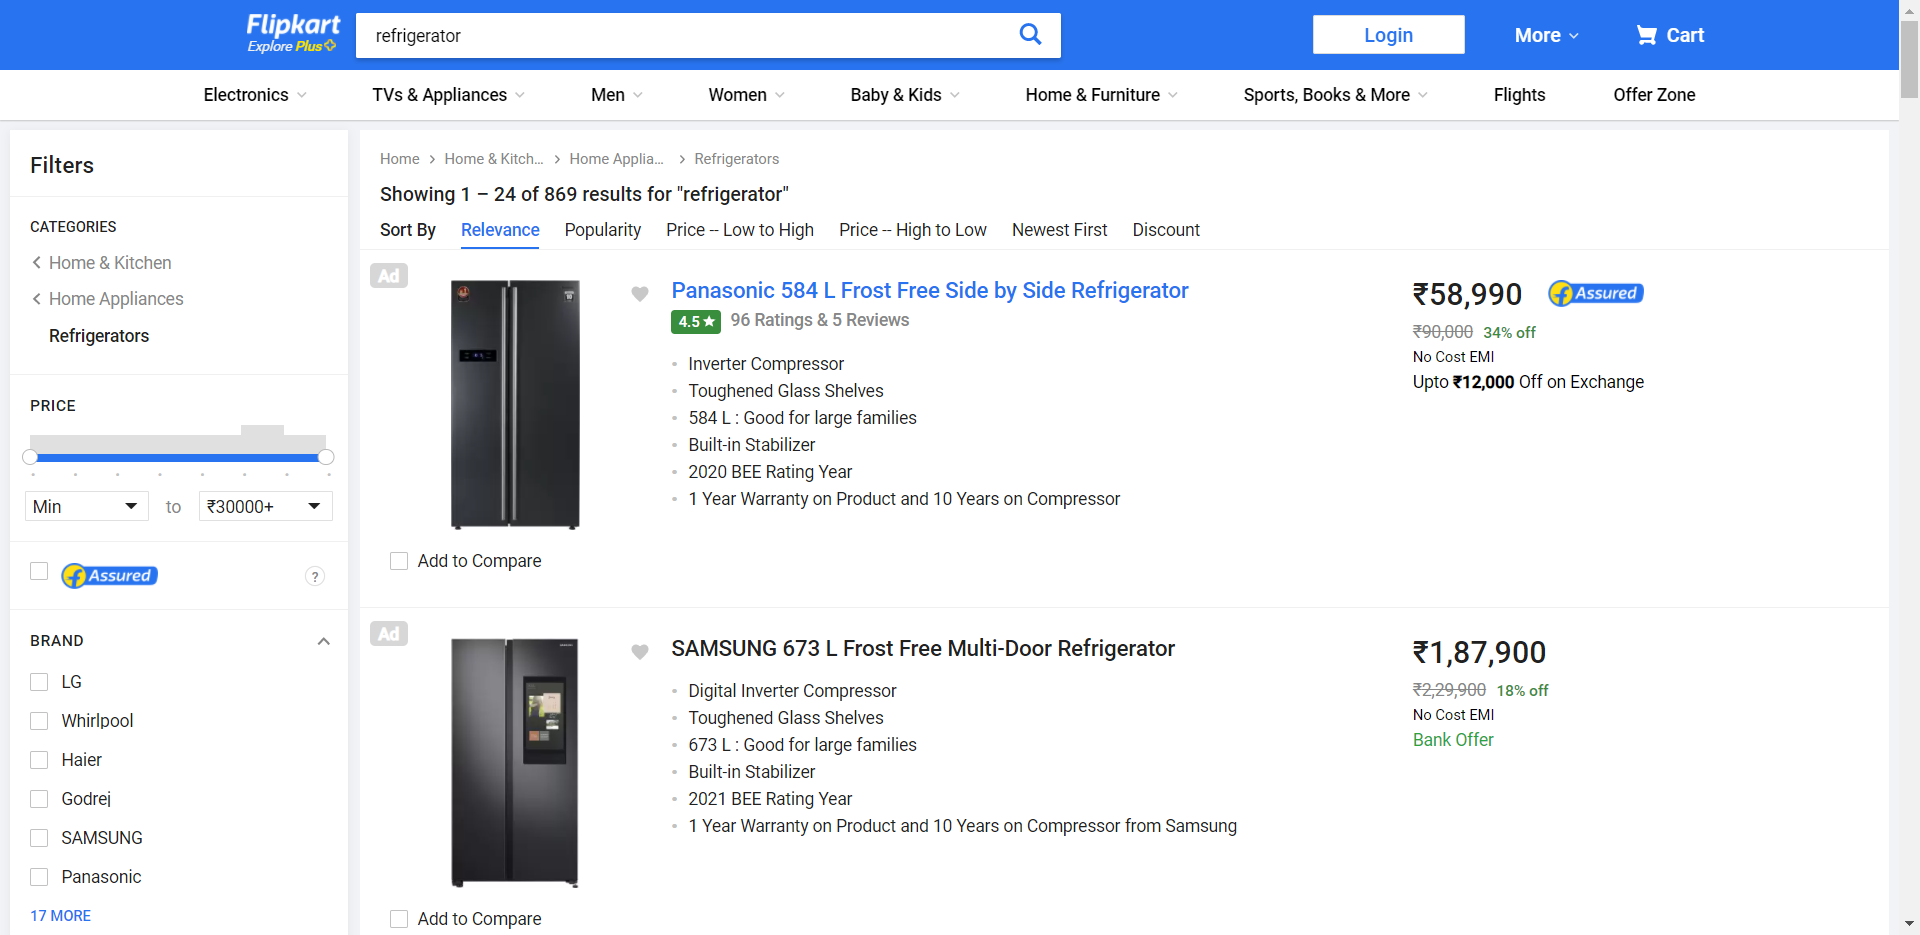 Flipkart
Explore Plus
refrigerator
Login
More
Cart
Electronics
TVs & Appliances
Men
Women
Baby & Kids
Home & Furniture
Sports, Books & More
Flights
Offer Zone
Filters
CATEGORIES
Home & Kitchen
Home Appliances
Refrigerators
PRICE
Min
to
₹30000+
Assured
?
BRAND
LG
Whirlpool
Haier
Godrej
SAMSUNG
Panasonic
17 MORE
Home > Home & Kitch... > Home Applia... > Refrigerators
Showing 1 – 24 of 869 results for "refrigerator"
Sort By Relevance Popularity Price -- Low to High Price -- High to Low Newest First Discount
Ad
Panasonic 584 L Frost Free Side by Side Refrigerator
4.5★ 96 Ratings & 5 Reviews
Inverter Compressor
Toughened Glass Shelves
584 L : Good for large families
Built-in Stabilizer
2020 BEE Rating Year
1 Year Warranty on Product and 10 Years on Compressor
₹58,990
Assured
₹90,000 34% off
No Cost EMI
Upto ₹12,000 Off on Exchange
Add to Compare
Ad
SAMSUNG 673 L Frost Free Multi-Door Refrigerator
Digital Inverter Compressor
Toughened Glass Shelves
673 L : Good for large families
Built-in Stabilizer
2021 BEE Rating Year
1 Year Warranty on Product and 10 Years on Compressor from Samsung
₹1,87,900
₹2,29,900 18% off
No Cost EMI
Bank Offer
Add to Compare